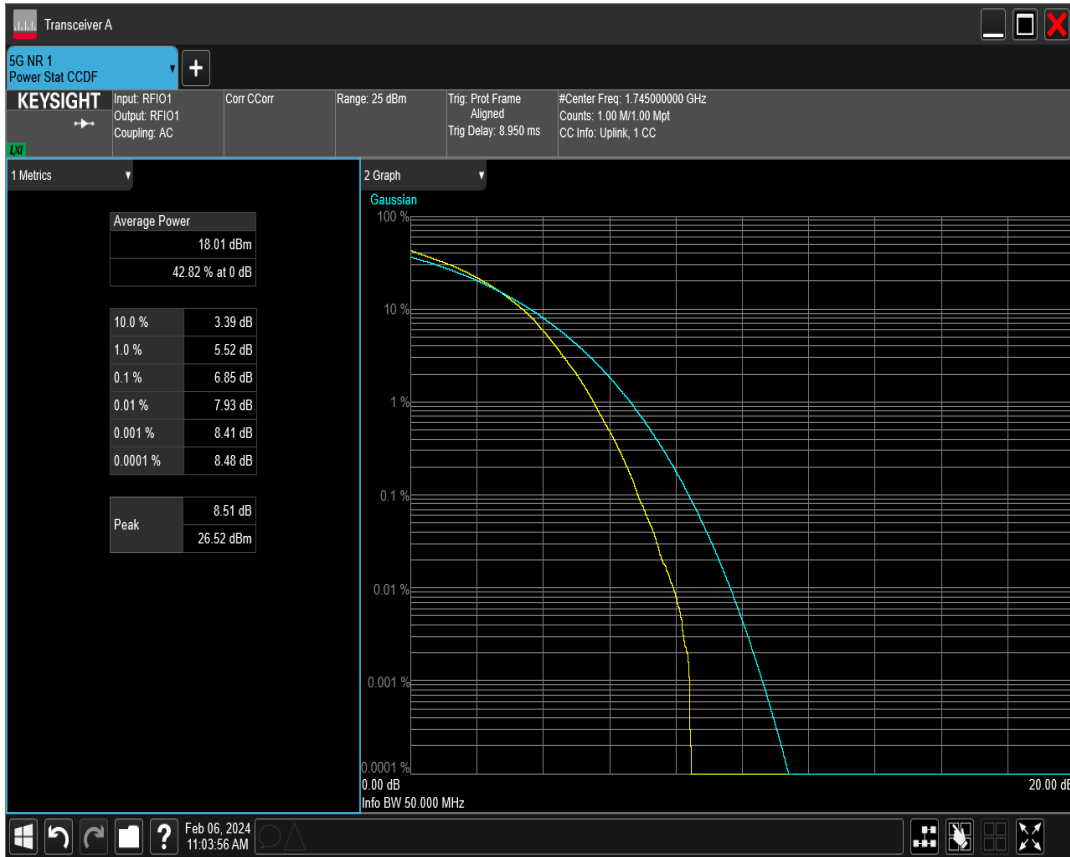 Transceiver A
5G NR 1
Power Stat CCDF
+
KEYSIGHT
LXI
Input: RFIO1
Output: RFIO1
Coupling: AC
Corr CCorr
Range: 25 dBm
Trig: Prot Frame
Aligned
Trig Delay: 8.950 ms
#Center Freq: 1.745000000 GHz
Counts: 1.00 M/1.00 Mpt
CC Info: Uplink, 1 CC
1 Metrics
Average Power
18.01 dBm
42.82 % at 0 dB
10.0 % 3.39 dB
1.0 % 5.52 dB
0.1 % 6.85 dB
0.01 % 7.93 dB
0.001 % 8.41 dB
0.0001 % 8.48 dB
Peak
8.51 dB
26.52 dBm
2 Graph
Gaussian
100 %
10 %
1 %
0.1 %
0.01 %
0.001 %
0.0001 %
0.00 dB 20.00 dB
Info BW 50.000 MHz
?
Feb 06, 2024
11:03:56 AM